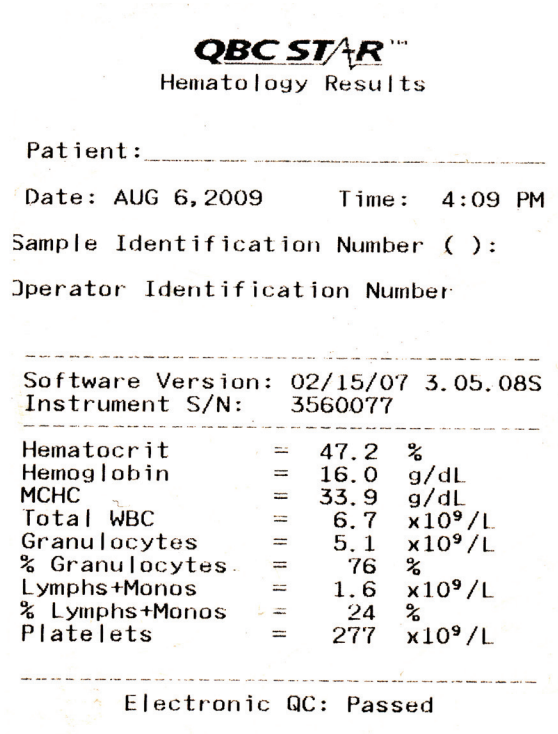 QBC STAR™
Hematology Results
Patient:
Date: AUG 6,2009 Time: 4:09 PM
Sample Identification Number ( ):
Operator Identification Number
Software Version: 02/15/07 3.05.08S
Instrument S/N: 3560077
Hematocrit = 47.2 %
Hemoglobin = 16.0 g/dL
MCHC = 33.9 g/dL
Total WBC = 6.7 x10⁹/L
Granulocytes = 5.1 x10⁹/L
% Granulocytes = 76 %
Lymphs+Monos = 1.6 x10⁹/L
% Lymphs+Monos = 24 %
Platelets = 277 x10⁹/L
Electronic QC: Passed